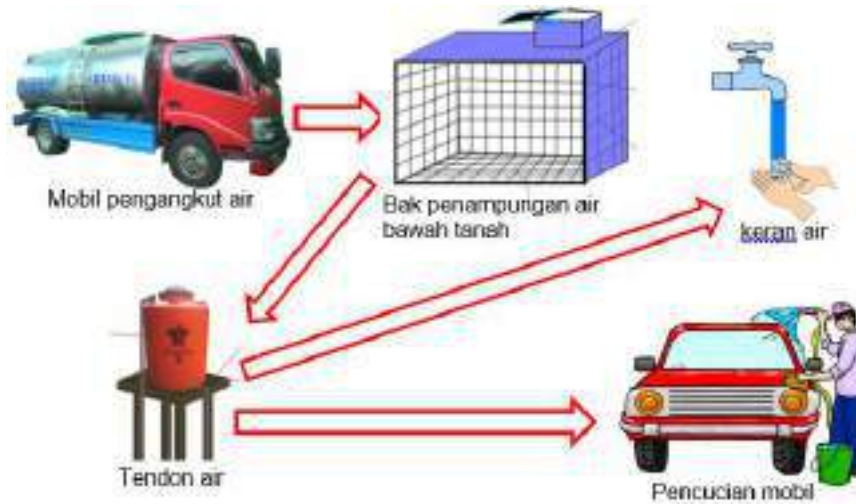 Mobil pengangkut air
Bak penampungan air
bawah tanah
keran air
Tendon air
Pencucian mobil